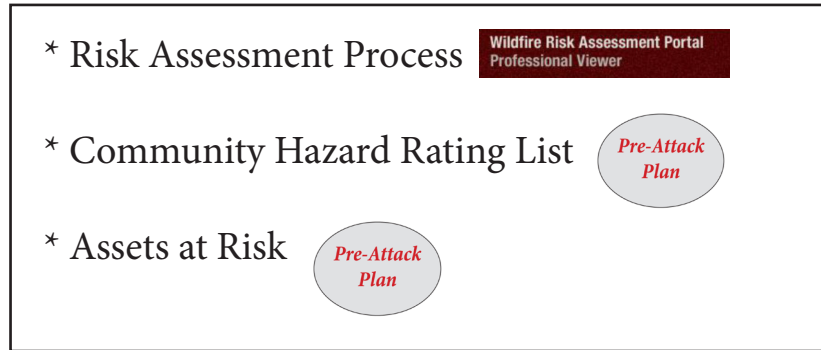 * Risk Assessment Process
Wildfire Risk Assessment Portal
Professional Viewer
* Community Hazard Rating List
Pre-Attack
Plan
* Assets at Risk
Pre-Attack
Plan